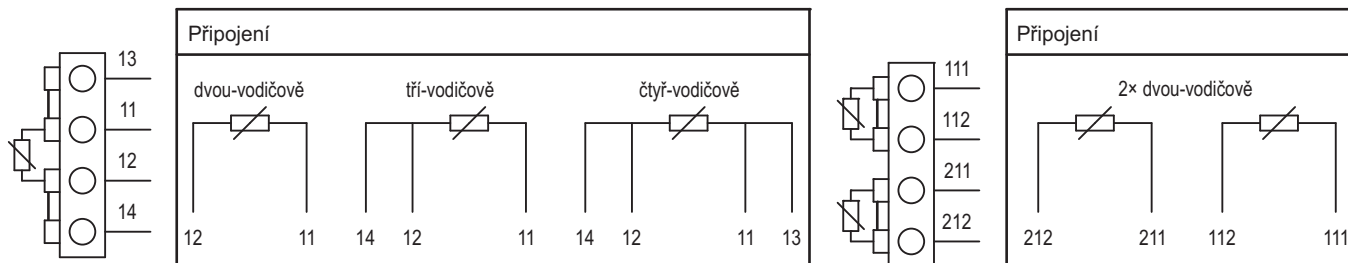 13
11
12
14
Připojení
dvou-vodičově
tří-vodičově
čtyř-vodičově
12 11 14 12 11 14 12 11 13
111
112
211
212
Připojení
2× dvou-vodičově
212 211 112 111